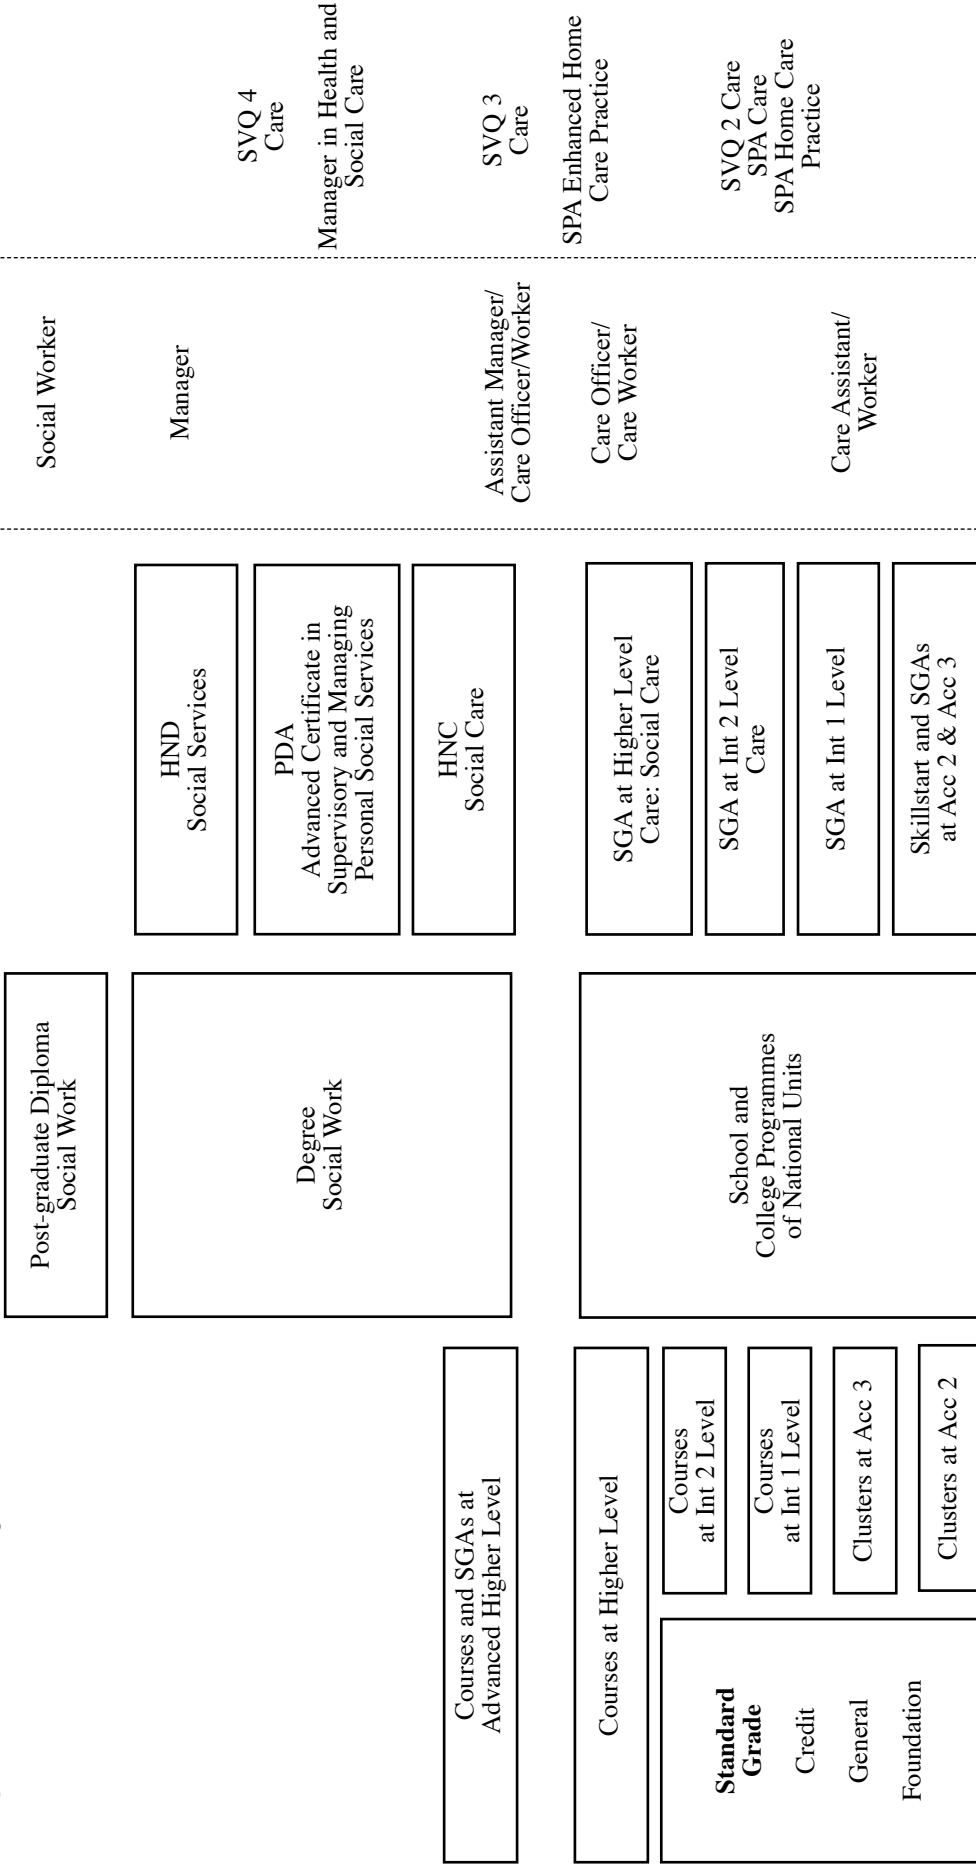 Post-graduate Diploma
Social Work
Social Worker
HND
Social Services
Manager
Degree
Social Work
PDA
Advanced Certificate in
Supervisory and Managing
Personal Social Services
SVQ 4
Care
Manager in Health and
Social Care
Courses and SGAs at
Advanced Higher Level
HNC
Social Care
Assistant Manager/
Care Officer/Worker
SVQ 3
Care
Courses at Higher Level
SGA at Higher Level
Care: Social Care
Care Officer/
Care Worker
SPA Enhanced Home
Care Practice
Standard
Grade
Credit
General
Foundation
Courses
at Int 2 Level
Courses
at Int 1 Level
Clusters at Acc 3
Clusters at Acc 2
School and
College Programmes
of National Units
SGA at Int 2 Level
Care
SGA at Int 1 Level
Skillstart and SGAs
at Acc 2 & Acc 3
Care Assistant/
Worker
SVQ 2 Care
SPA Care
SPA Home Care
Practice